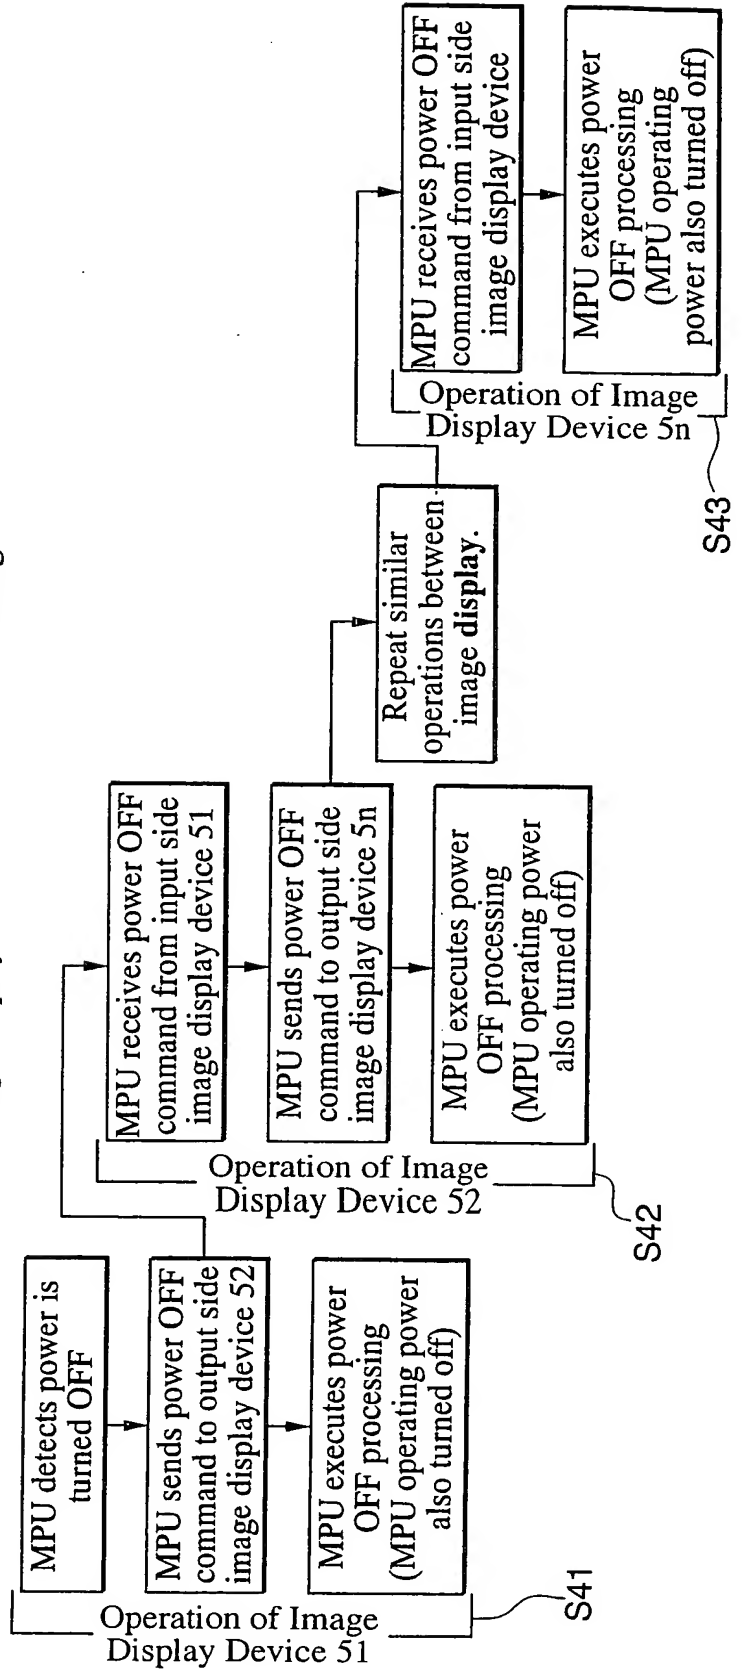 MPU detects power is
turned OFF
MPU sends power OFF
command to output side
image display device 52
MPU executes power
OFF processing
(MPU operating power
also turned off)
Operation of Image
Display Device 51
S41
MPU receives power OFF
command from input side
image display device 51
MPU sends power OFF
command to output side
image display device 5n
MPU executes power
OFF processing
(MPU operating power
also turned off)
Operation of Image
Display Device 52
S42
Repeat similar
operations between
image display.
MPU receives power OFF
command from input side
image display device
MPU executes power
OFF processing
(MPU operating
power also turned off)
Operation of Image
Display Device 5n
S43